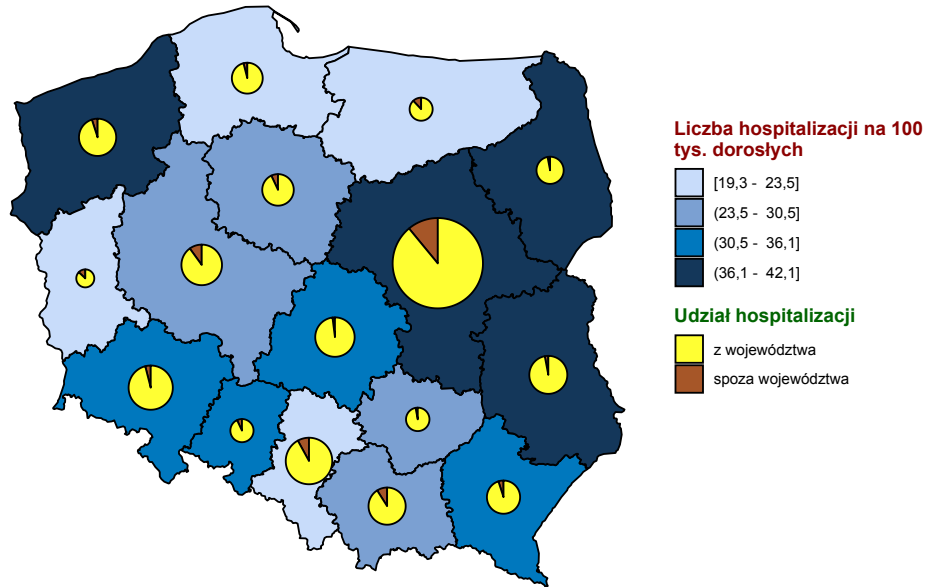 Liczba hospitalizacji na 100
tys. dorosłych
[19,3 - 23,5]
(23,5 - 30,5]
(30,5 - 36,1]
(36,1 - 42,1]
Udział hospitalizacji
z województwa
spoza województwa